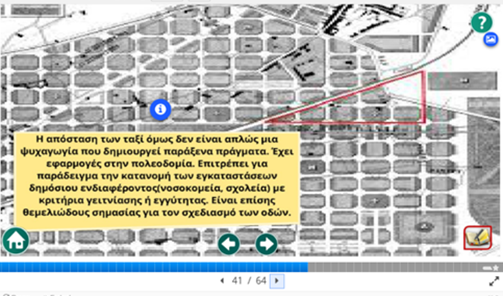 ?
i
Η απόσταση των ταξί όμως δεν είναι απλώς μια
ψυχαγωγία που δημιουργεί παράξενα πράγματα. Έχει
εφαρμογές στην πολεοδομία. Επιτρέπει για
παράδειγμα την κατανομή των εγκαταστάσεων
δημόσιου ενδιαφέροντος(νοσοκομεία, σχολεία) με
κριτήρια γειτνίασης ή εγγύτητας. Είναι επίσης
θεμελιώδους σημασίας για τον σχεδιασμό των οδών.
41 / 64